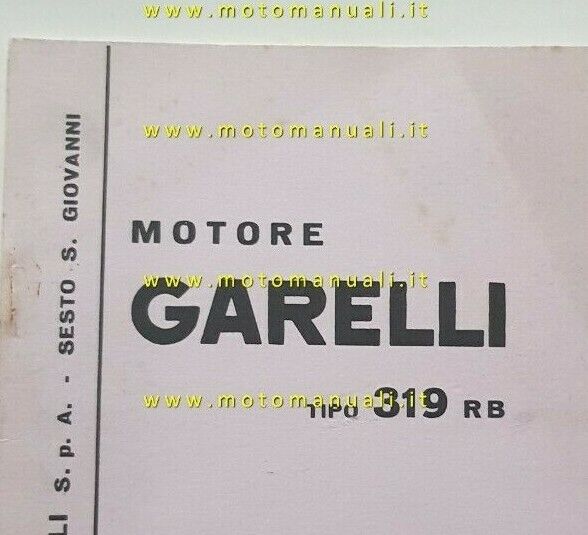 www.motomanuali.it
www.motomanuali.it
MOTORE
www.motomanuali.it
GARELLI
www.motomanuali.it
TIPO 319 RB
LI S.p.A. - SESTO S. GIOVANNI